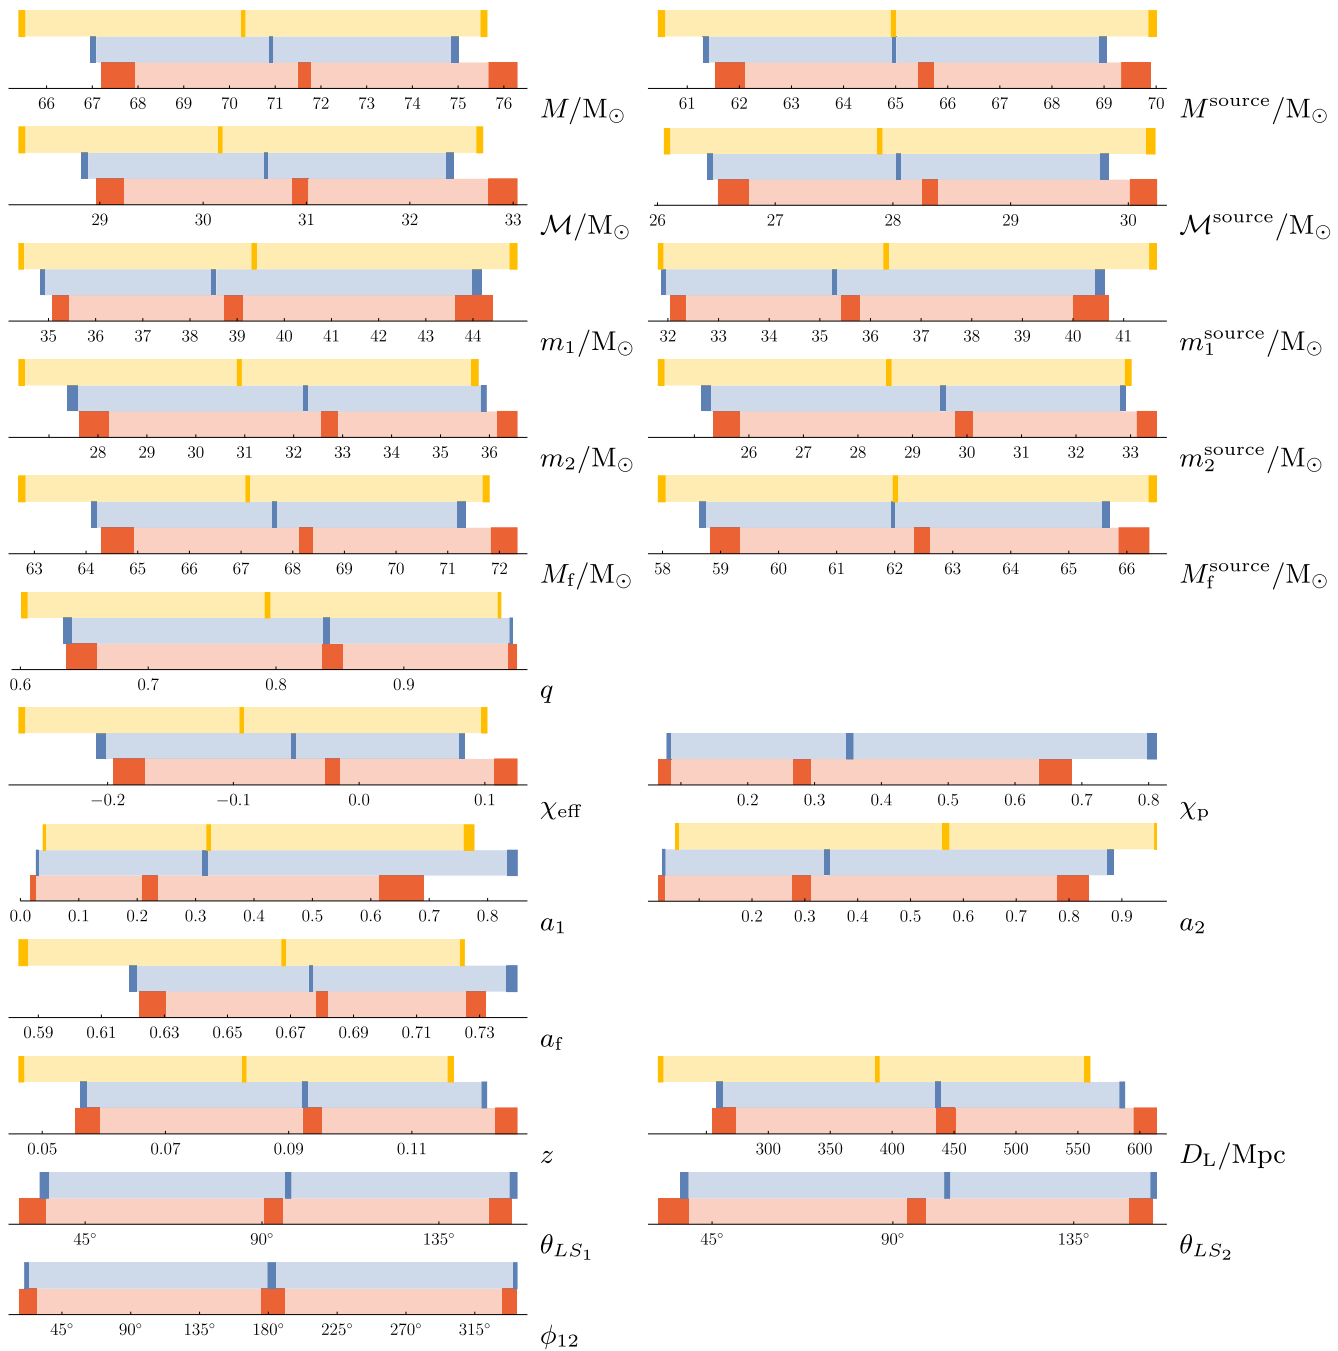 66 67 68 69 70 71 72 73 74 75 76
M/M☉
61 62 63 64 65 66 67 68 69 70
M^source/M☉
29 30 31 32 33
ℳ/M☉
26 27 28 29 30
ℳ^source/M☉
35 36 37 38 39 40 41 42 43 44
m₁/M☉
32 33 34 35 36 37 38 39 40 41
m₁^source/M☉
28 29 30 31 32 33 34 35 36
m₂/M☉
26 27 28 29 30 31 32 33
m₂^source/M☉
63 64 65 66 67 68 69 70 71 72
M_f/M☉
58 59 60 61 62 63 64 65 66
M_f^source/M☉
0.6 0.7 0.8 0.9
q
−0.2 −0.1 0.0 0.1
χ_eff
0.2 0.3 0.4 0.5 0.6 0.7 0.8
χ_p
0.0 0.1 0.2 0.3 0.4 0.5 0.6 0.7 0.8
a₁
0.2 0.3 0.4 0.5 0.6 0.7 0.8 0.9
a₂
0.59 0.61 0.63 0.65 0.67 0.69 0.71 0.73
a_f
0.05 0.07 0.09 0.11
z
300 350 400 450 500 550 600
D_L/Mpc
45° 90° 135°
θ_LS₁
45° 90° 135°
θ_LS₂
45° 90° 135° 180° 225° 270° 315°
ϕ₁₂